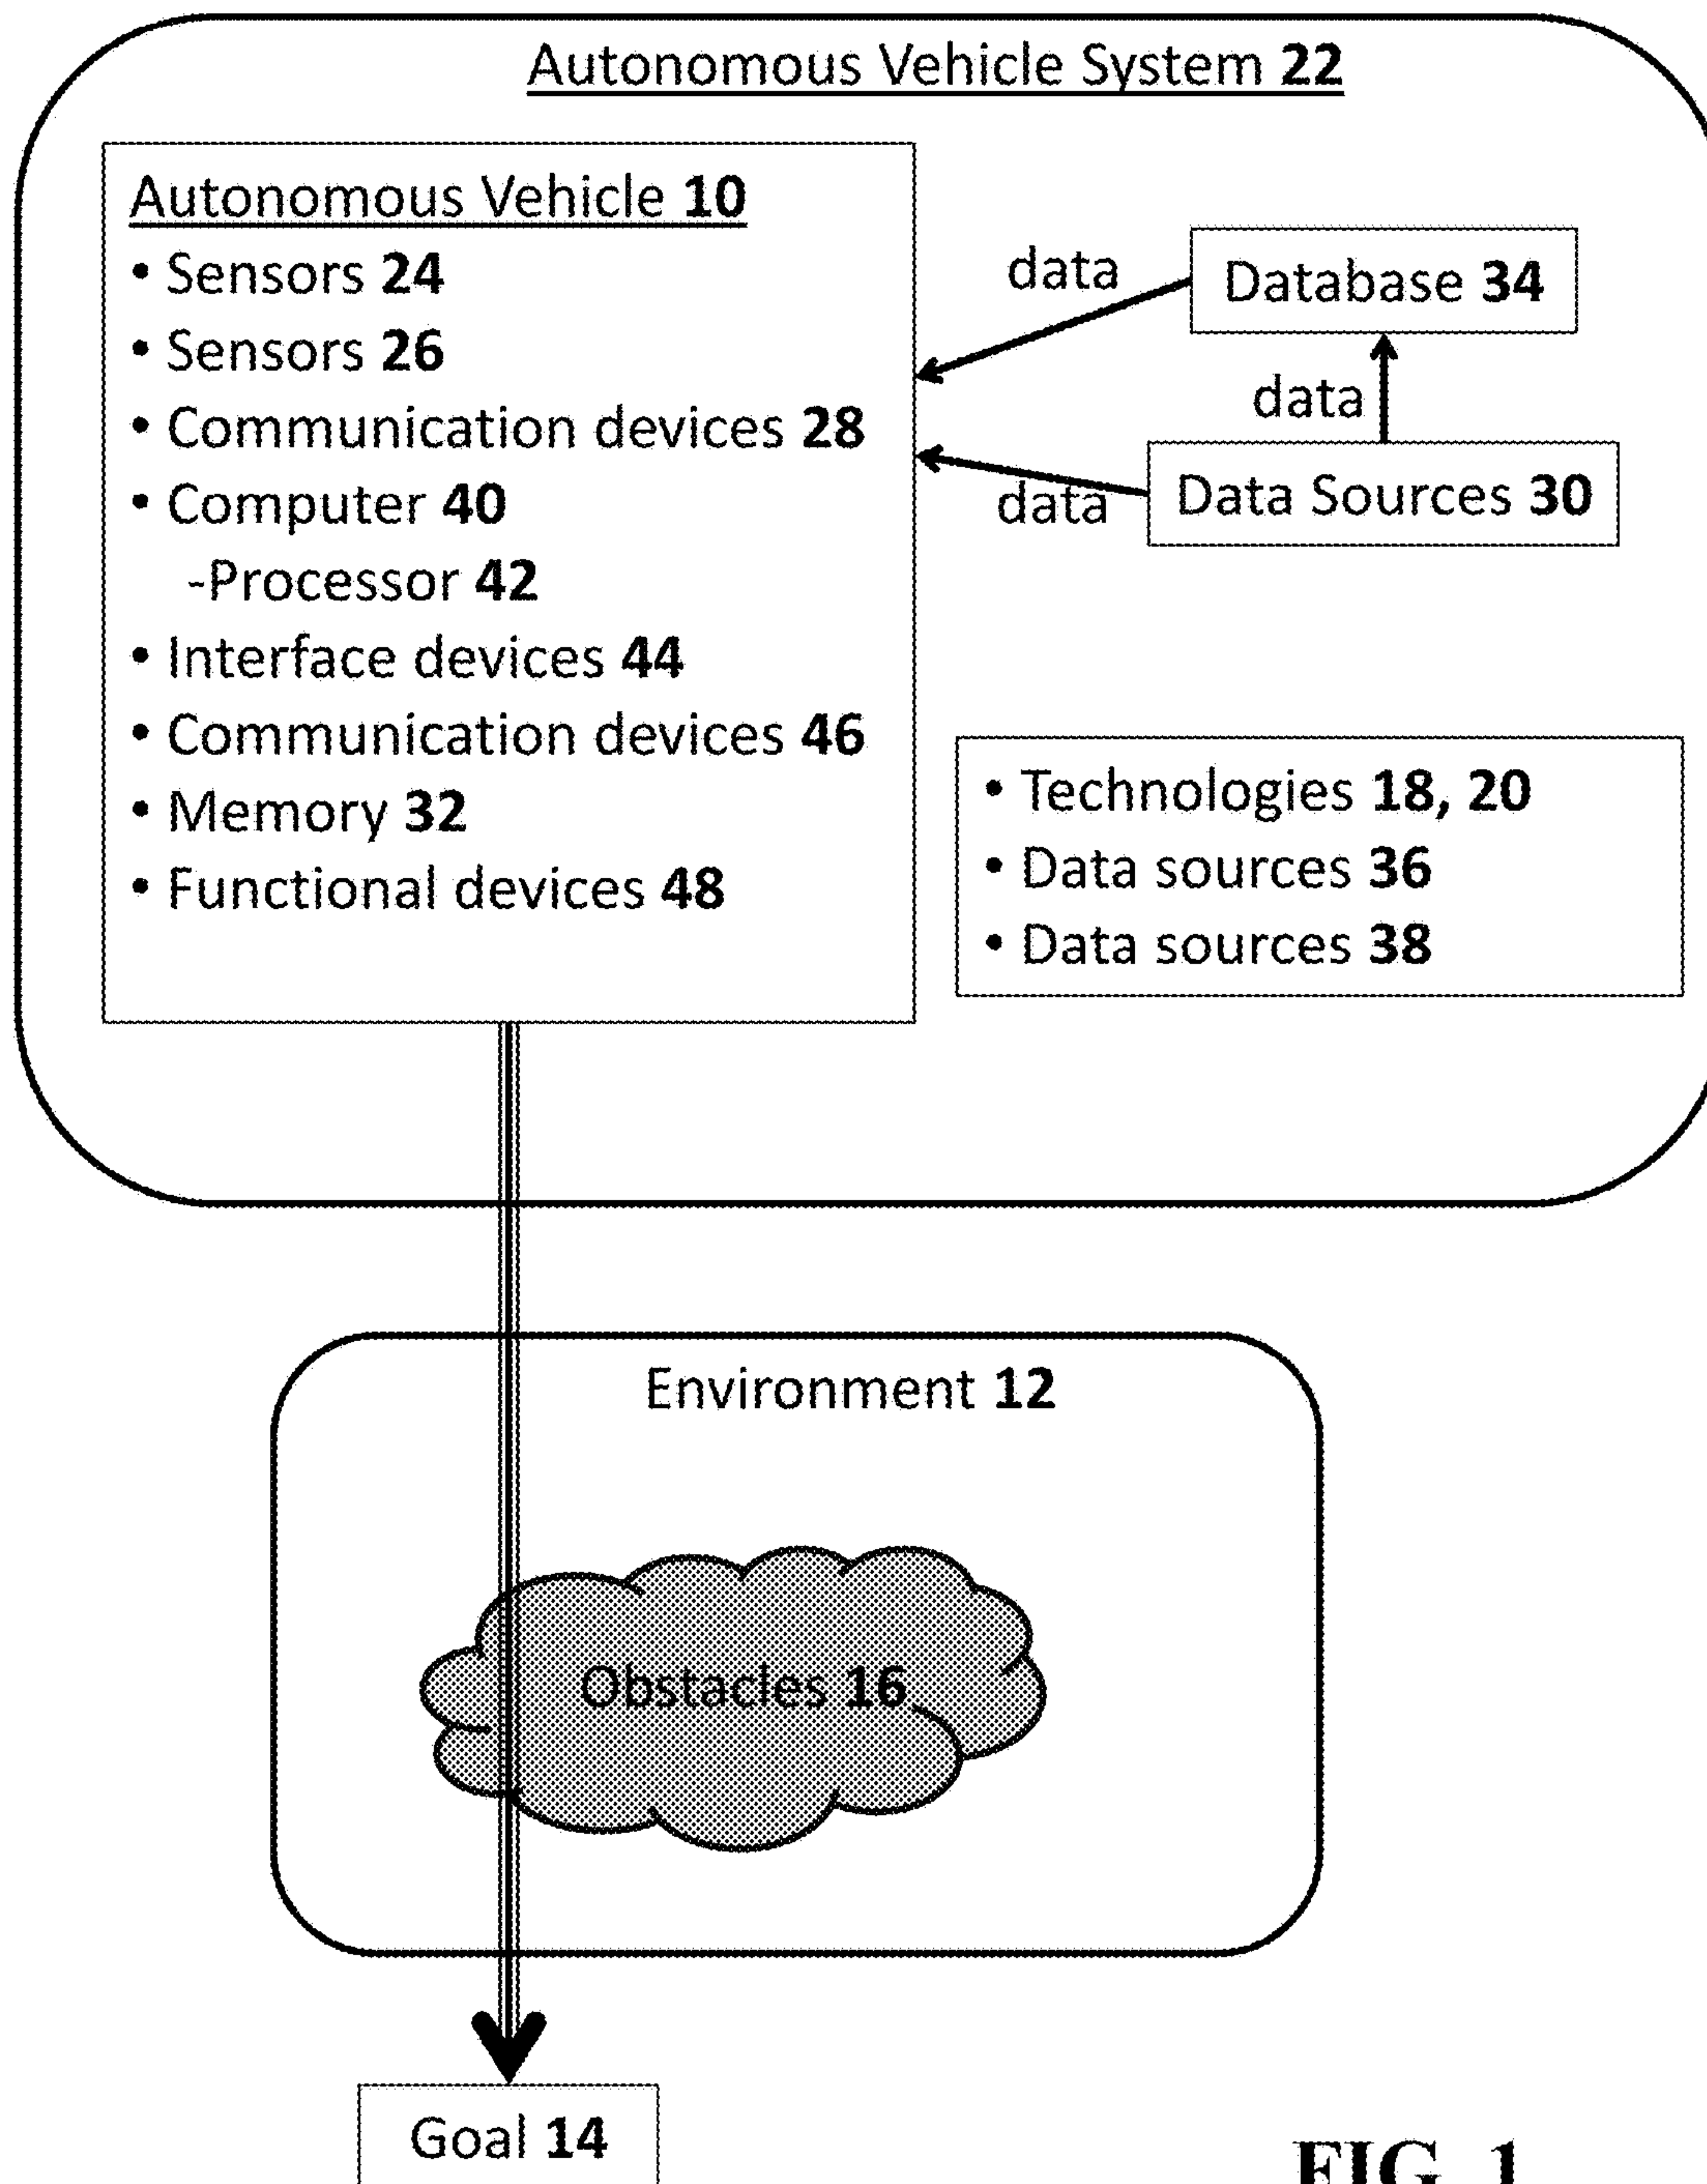 Autonomous Vehicle System 22
Autonomous Vehicle 10
• Sensors 24
• Sensors 26
• Communication devices 28
• Computer 40
-Processor 42
• Interface devices 44
• Communication devices 46
• Memory 32
• Functional devices 48
data
Database 34
data
data
Data Sources 30
• Technologies 18, 20
• Data sources 36
• Data sources 38
Environment 12
Obstacles 16
Goal 14
FIG. 1